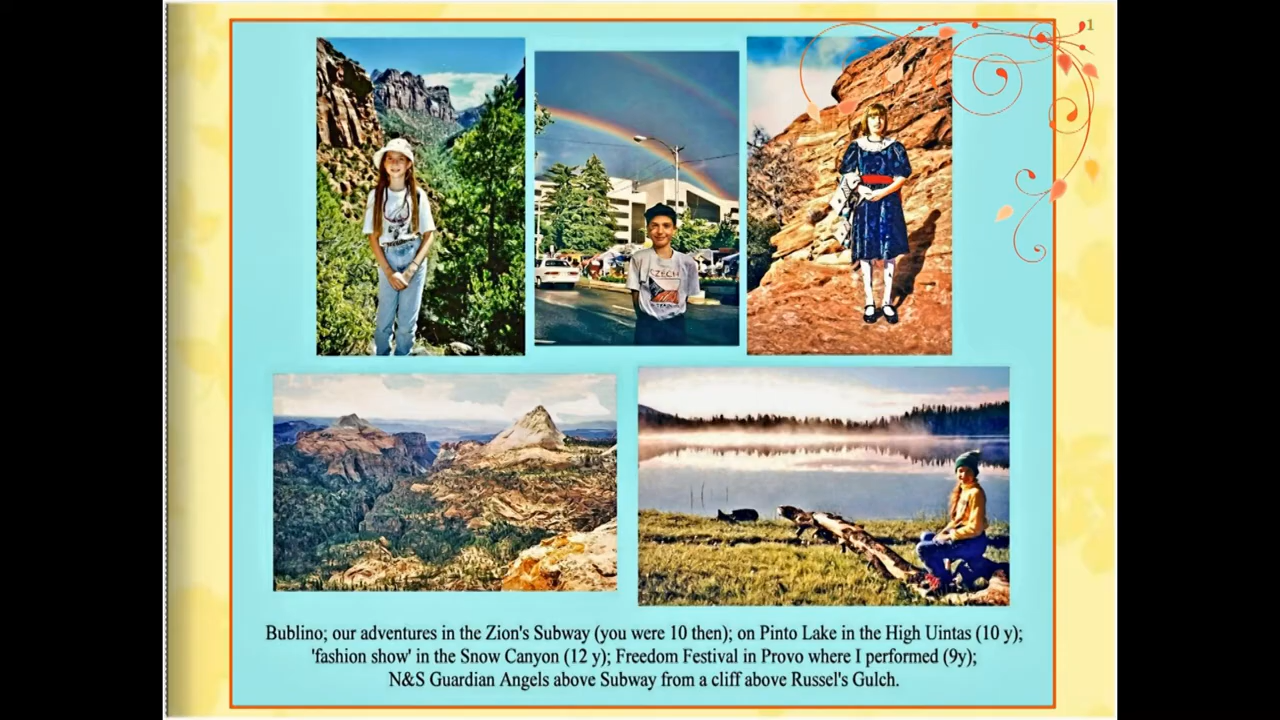 1
CZECH
Bublino; our adventures in the Zion's Subway (you were 10 then); on Pinto Lake in the High Uintas (10 y);
'fashion show' in the Snow Canyon (12 y); Freedom Festival in Provo where I performed (9y);
N&S Guardian Angels above Subway from a cliff above Russel's Gulch.